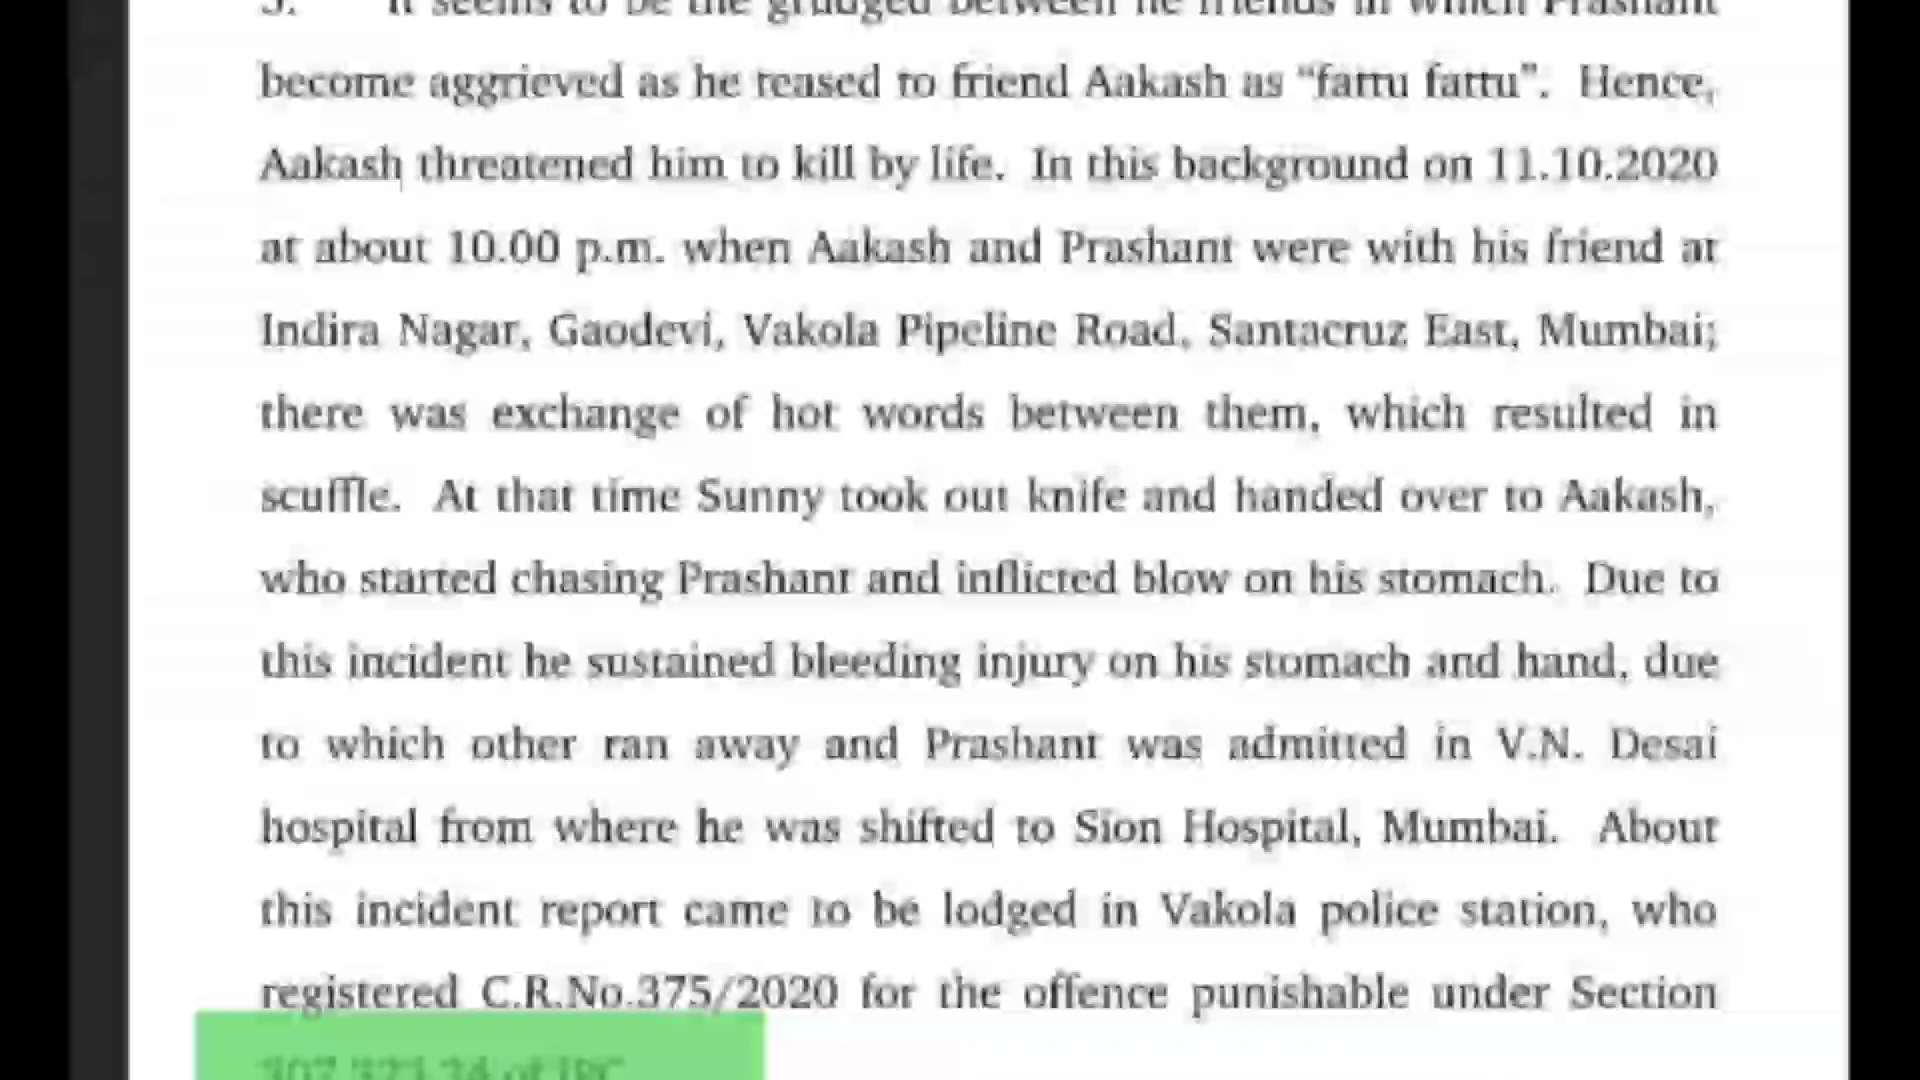 3. It seems to be the grudged between he friends in which Prashant
become aggrieved as he teased to friend Aakash as “fattu fattu”. Hence,
Aakash threatened him to kill by life. In this background on 11.10.2020
at about 10.00 p.m. when Aakash and Prashant were with his friend at
Indira Nagar, Gaodevi, Vakola Pipeline Road, Santacruz East, Mumbai;
there was exchange of hot words between them, which resulted in
scuffle. At that time Sunny took out knife and handed over to Aakash,
who started chasing Prashant and inflicted blow on his stomach. Due to
this incident he sustained bleeding injury on his stomach and hand, due
to which other ran away and Prashant was admitted in V.N. Desai
hospital from where he was shifted to Sion Hospital, Mumbai. About
this incident report came to be lodged in Vakola police station, who
registered C.R.No.375/2020 for the offence punishable under Section
307,323,34 of IPC